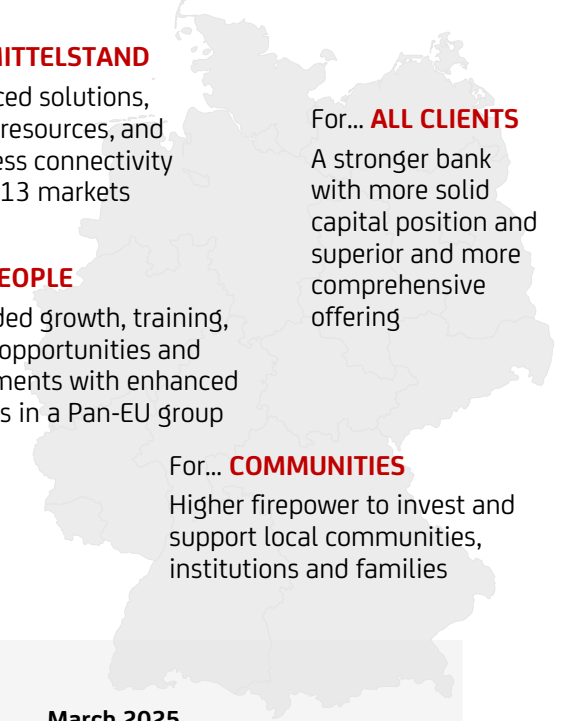 MITTELSTAND
ced solutions,
resources, and
ess connectivity
13 markets
For... ALL CLIENTS
A stronger bank
with more solid
capital position and
superior and more
comprehensive
offering
EOPLE
ded growth, training,
opportunities and
ments with enhanced
s in a Pan-EU group
For... COMMUNITIES
Higher firepower to invest and
support local communities,
institutions and families
March 2025